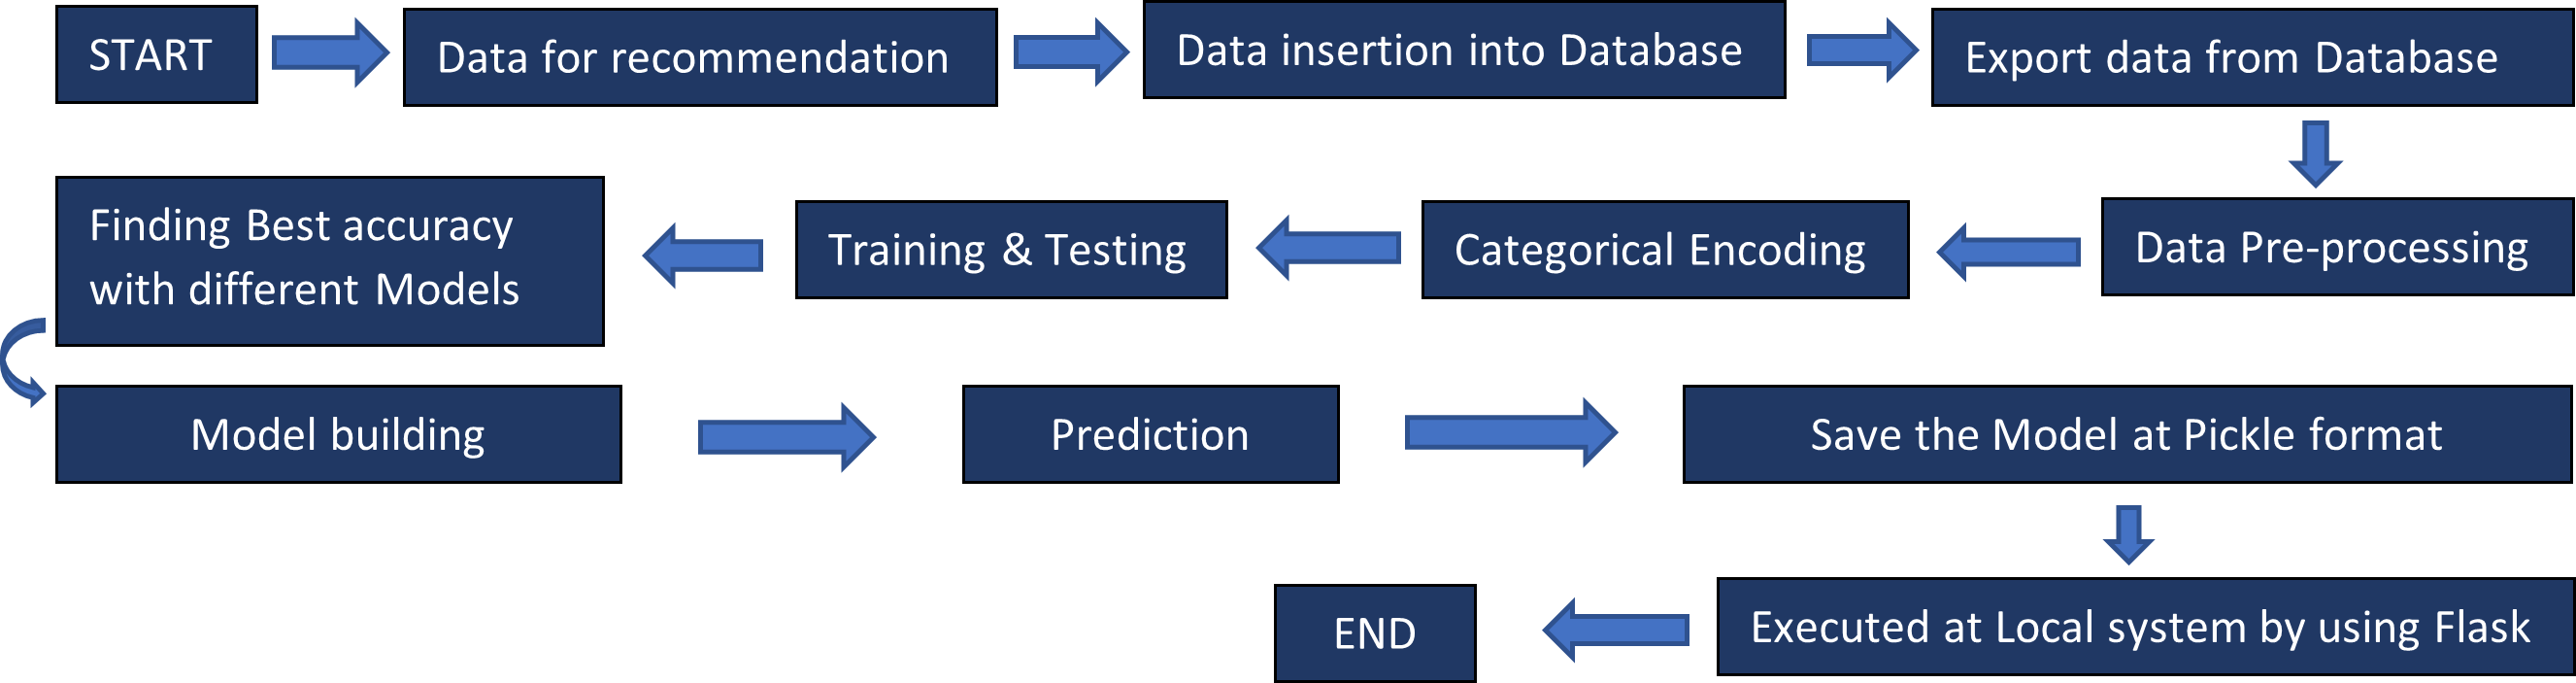 START
Data for recommendation
Data insertion into Database
Export data from Database
Data Pre-processing
Categorical Encoding
Training & Testing
Finding Best accuracy
with different Models
Model building
Prediction
Save the Model at Pickle format
Executed at Local system by using Flask
END